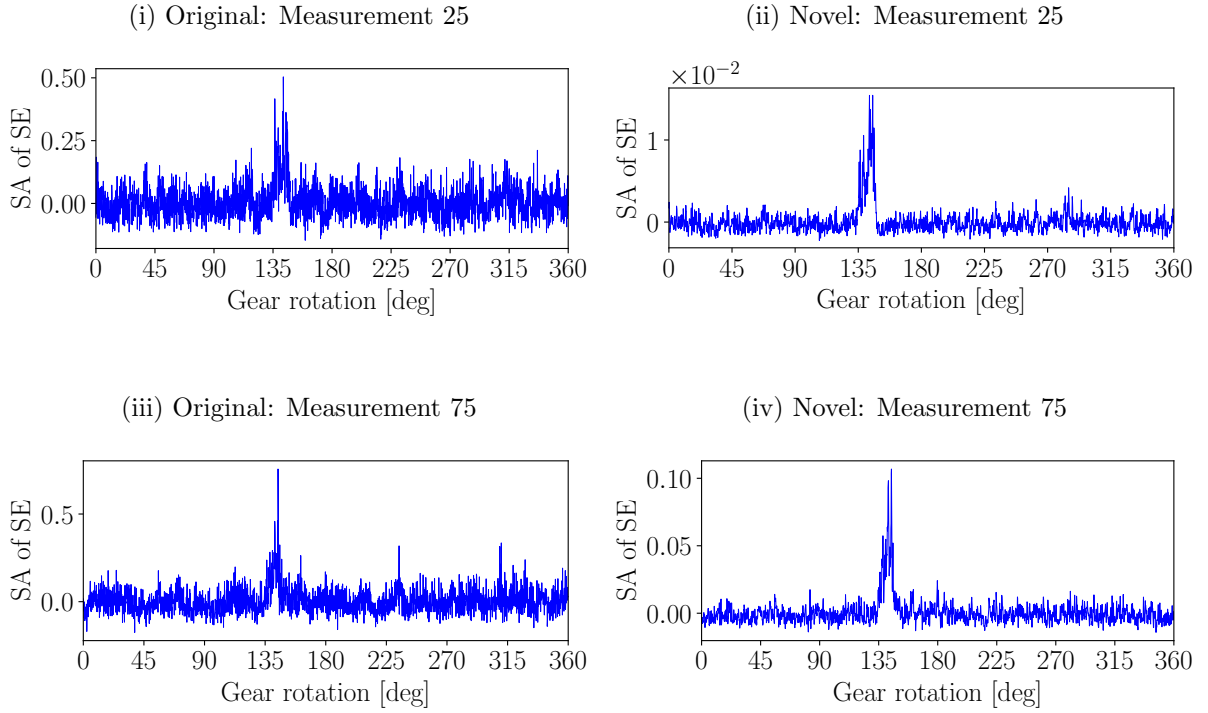 (i) Original: Measurement 25
SA of SE
0.50
0.25
0.00
0 45 90 135 180 225 270 315 360
Gear rotation [deg]
(ii) Novel: Measurement 25
×10⁻²
SA of SE
1
0
0 45 90 135 180 225 270 315 360
Gear rotation [deg]
(iii) Original: Measurement 75
SA of SE
0.5
0.0
0 45 90 135 180 225 270 315 360
Gear rotation [deg]
(iv) Novel: Measurement 75
SA of SE
0.10
0.05
0.00
0 45 90 135 180 225 270 315 360
Gear rotation [deg]